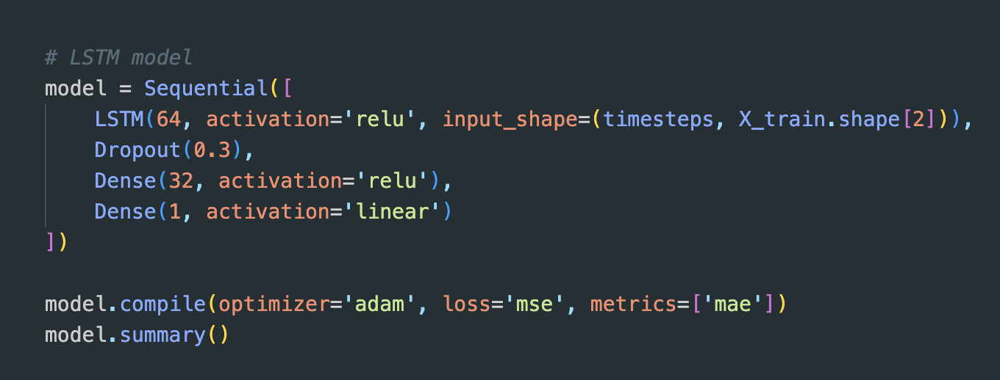 # LSTM model
model = Sequential([
    LSTM(64, activation='relu', input_shape=(timesteps, X_train.shape[2])),
    Dropout(0.3),
    Dense(32, activation='relu'),
    Dense(1, activation='linear')
])
model.compile(optimizer='adam', loss='mse', metrics=['mae'])
model.summary()